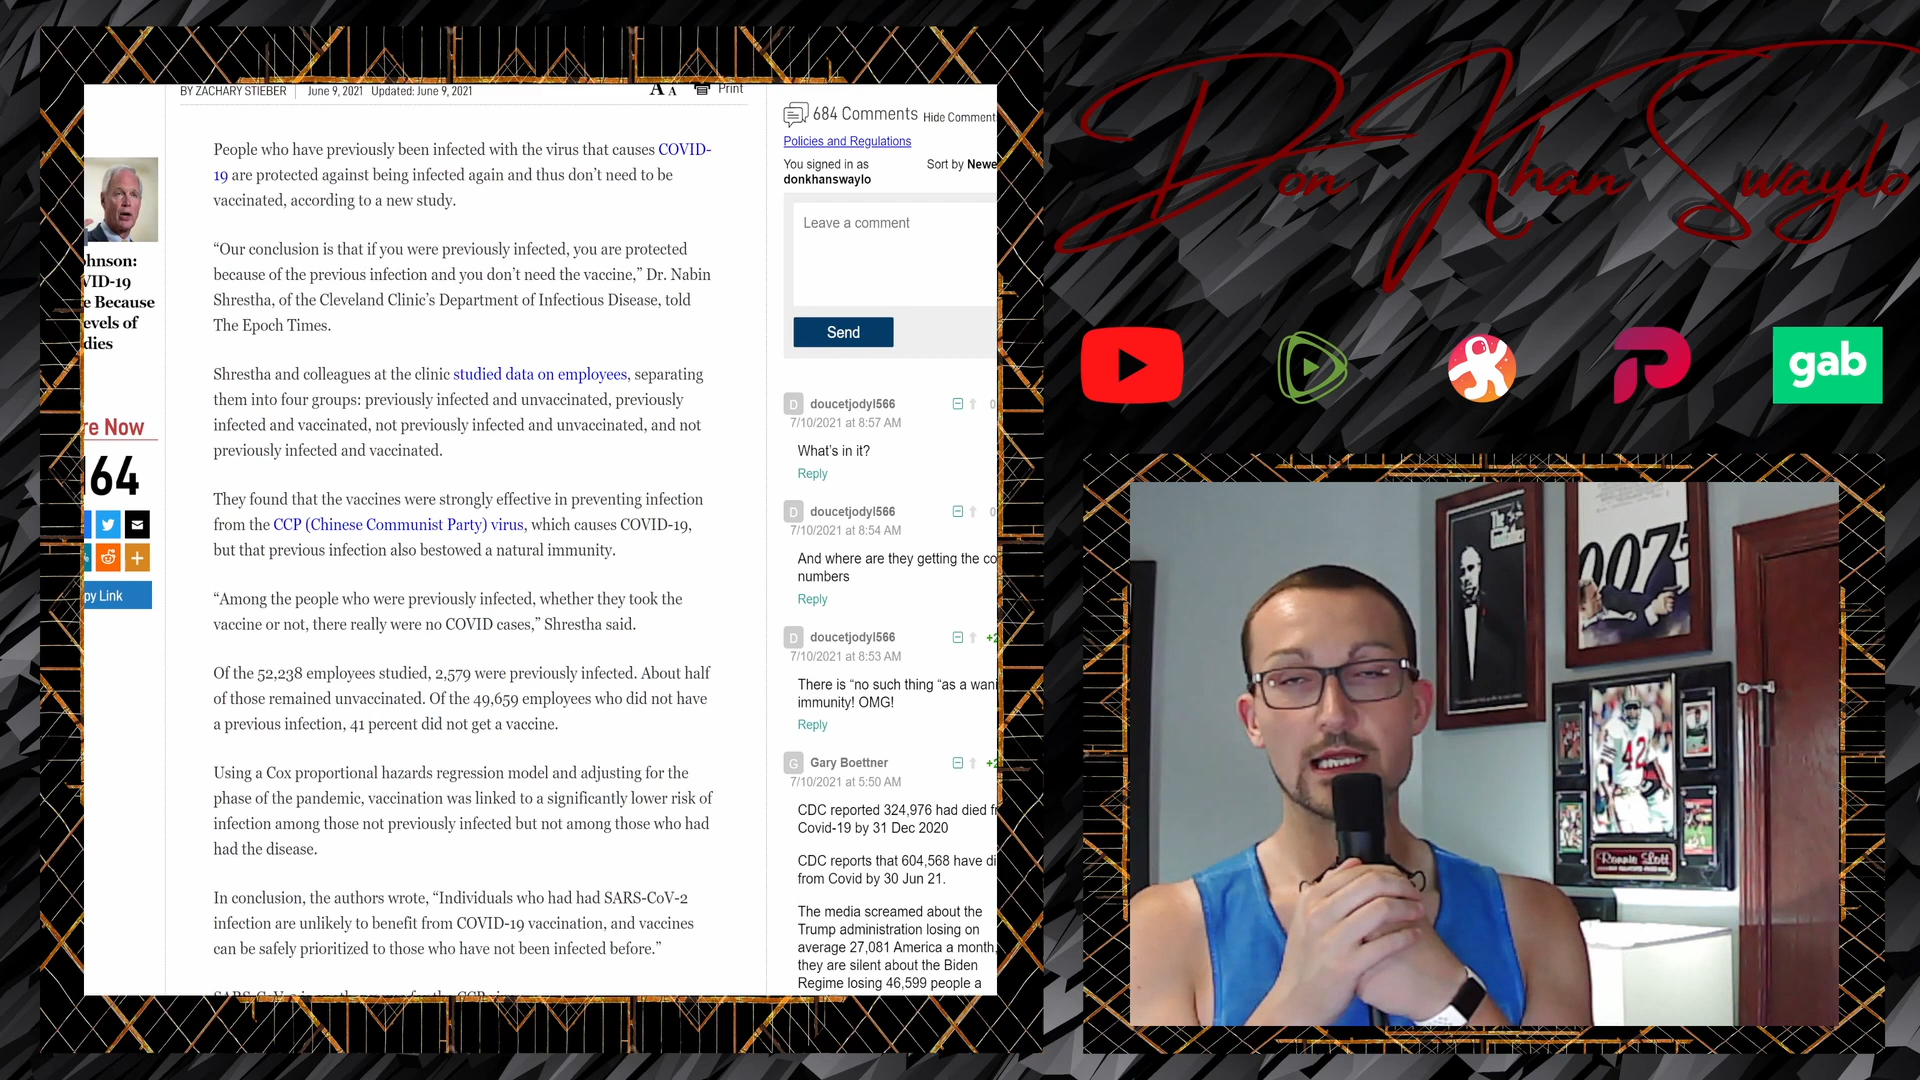 BY ZACHARY STIEBER
June 9, 2021 Updated: June 9, 2021
A A
Print
People who have previously been infected with the virus that causes COVID-
19 are protected against being infected again and thus don’t need to be
vaccinated, according to a new study.
“Our conclusion is that if you were previously infected, you are protected
because of the previous infection and you don’t need the vaccine,” Dr. Nabin
Shrestha, of the Cleveland Clinic’s Department of Infectious Disease, told
The Epoch Times.
Shrestha and colleagues at the clinic studied data on employees, separating
them into four groups: previously infected and unvaccinated, previously
infected and vaccinated, not previously infected and unvaccinated, and not
previously infected and vaccinated.
They found that the vaccines were strongly effective in preventing infection
from the CCP (Chinese Communist Party) virus, which causes COVID-19,
but that previous infection also bestowed a natural immunity.
“Among the people who were previously infected, whether they took the
vaccine or not, there really were no COVID cases,” Shrestha said.
Of the 52,238 employees studied, 2,579 were previously infected. About half
of those remained unvaccinated. Of the 49,659 employees who did not have
a previous infection, 41 percent did not get a vaccine.
Using a Cox proportional hazards regression model and adjusting for the
phase of the pandemic, vaccination was linked to a significantly lower risk of
infection among those not previously infected but not among those who had
had the disease.
In conclusion, the authors wrote, “Individuals who had had SARS-CoV-2
infection are unlikely to benefit from COVID-19 vaccination, and vaccines
can be safely prioritized to those who have not been infected before.”
ohnson:
VID-19
e Because
evels of
dies
re Now
164
py Link
684 Comments Hide Comment
Policies and Regulations
You signed in as
donkhanswaylo
Sort by Newe
Leave a comment
Send
D doucetjodyl566
0
7/10/2021 at 8:57 AM
What’s in it?
Reply
D doucetjodyl566
0
7/10/2021 at 8:54 AM
And where are they getting the co
numbers
Reply
D doucetjodyl566
+2
7/10/2021 at 8:53 AM
There is “no such thing “as a wani
immunity! OMG!
Reply
G Gary Boettner
+2
7/10/2021 at 5:50 AM
CDC reported 324,976 had died f
Covid-19 by 31 Dec 2020
CDC reports that 604,568 have di
from Covid by 30 Jun 21.
The media screamed about the
Trump administration losing on
average 27,081 America a month,
they are silent about the Biden
Regime losing 46,599 people a
Don Khan Swaylo
gab
The
007
42
Ronnie Lott